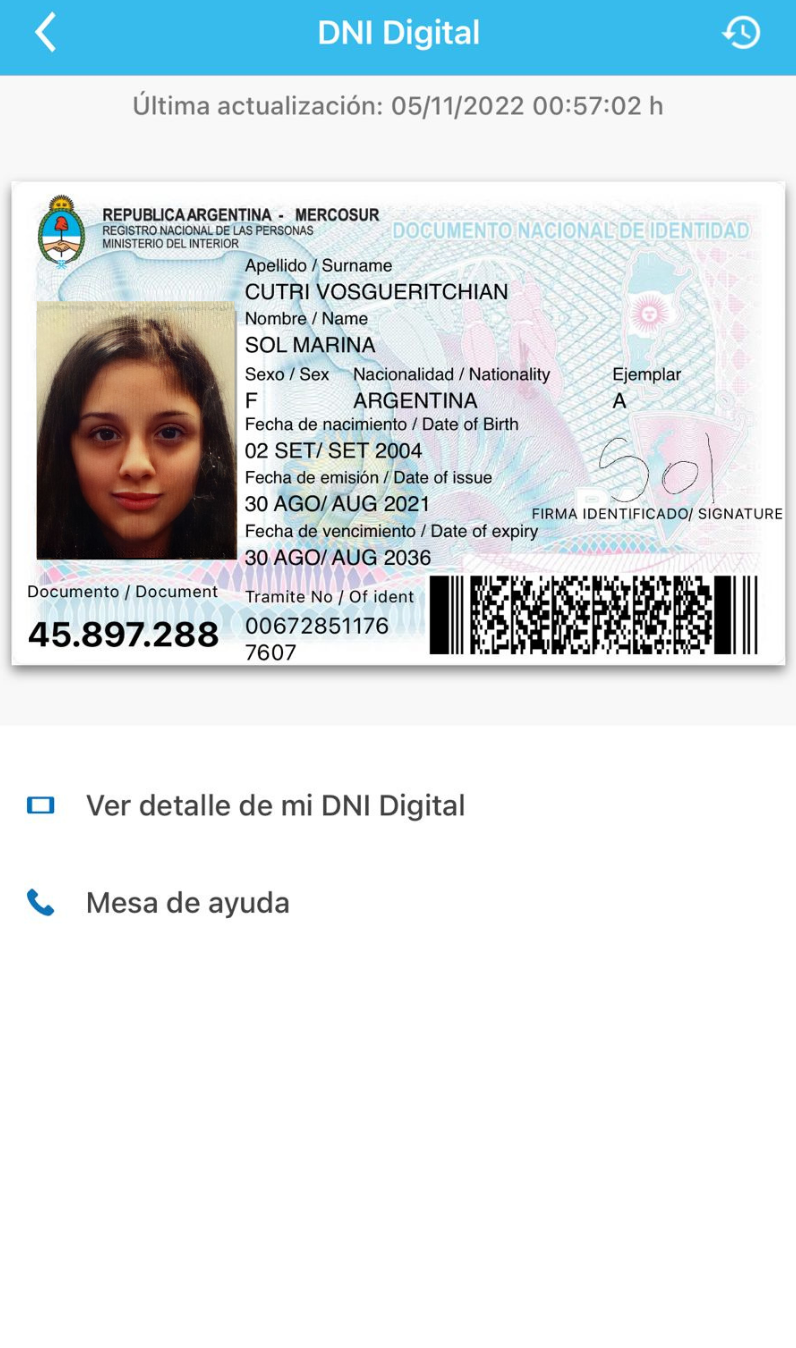 DNI Digital
Última actualización: 05/11/2022 00:57:02 h
REPUBLICA ARGENTINA - MERCOSUR
REGISTRO NACIONAL DE LAS PERSONAS
MINISTERIO DEL INTERIOR
DOCUMENTO NACIONAL DE IDENTIDAD
Apellido / Surname
CUTRI VOSGUERITCHIAN
Nombre / Name
SOL MARINA
Sexo / Sex Nacionalidad / Nationality Ejemplar
F ARGENTINA A
Fecha de nacimiento / Date of Birth
02 SET/ SET 2004
Fecha de emisión / Date of issue
30 AGO/ AUG 2021
Sol
FIRMA IDENTIFICADO/ SIGNATURE
Fecha de vencimiento / Date of expiry
30 AGO/ AUG 2036
Documento / Document
45.897.288
Tramite No / Of ident
00672851176
7607
Ver detalle de mi DNI Digital
Mesa de ayuda